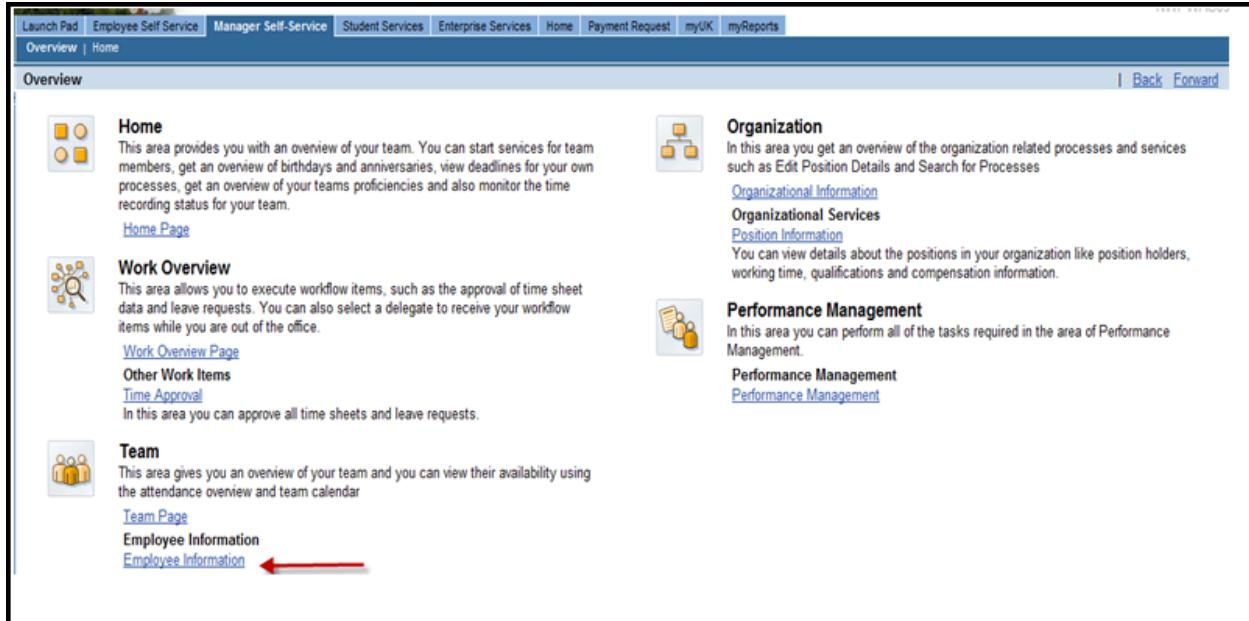 Launch Pad Employee Self Service Manager Self-Service Student Services Enterprise Services Home Payment Request myUK myReports
Overview | Home
Overview | Back Forward
Home
This area provides you with an overview of your team. You can start services for team
members, get an overview of birthdays and anniversaries, view deadlines for your own
processes, get an overview of your teams proficiencies and also monitor the time
recording status for your team.
Home Page
Work Overview
This area allows you to execute workflow items, such as the approval of time sheet
data and leave requests. You can also select a delegate to receive your workflow
items while you are out of the office.
Work Overview Page
Other Work Items
Time Approval
In this area you can approve all time sheets and leave requests.
Team
This area gives you an overview of your team and you can view their availability using
the attendance overview and team calendar
Team Page
Employee Information
Employee Information
Organization
In this area you get an overview of the organization related processes and services
such as Edit Position Details and Search for Processes
Organizational Information
Organizational Services
Position Information
You can view details about the positions in your organization like position holders,
working time, qualifications and compensation information.
Performance Management
In this area you can perform all of the tasks required in the area of Performance
Management.
Performance Management
Performance Management